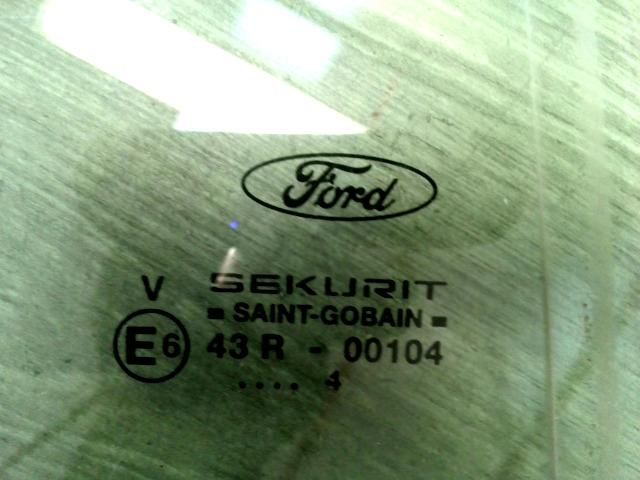 Ford
V SEKURIT
SAINT-GOBAIN
E6 43 R - 00104
.... 4